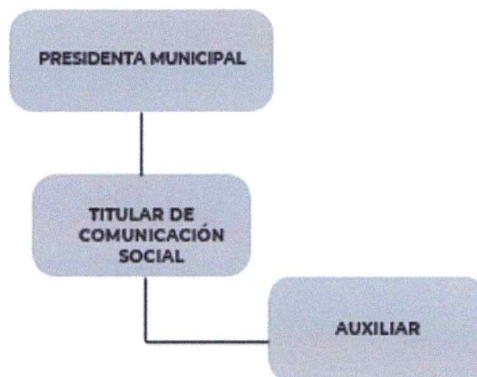 PRESIDENTA MUNICIPAL
TITULAR DE
COMUNICACIÓN
SOCIAL
AUXILIAR